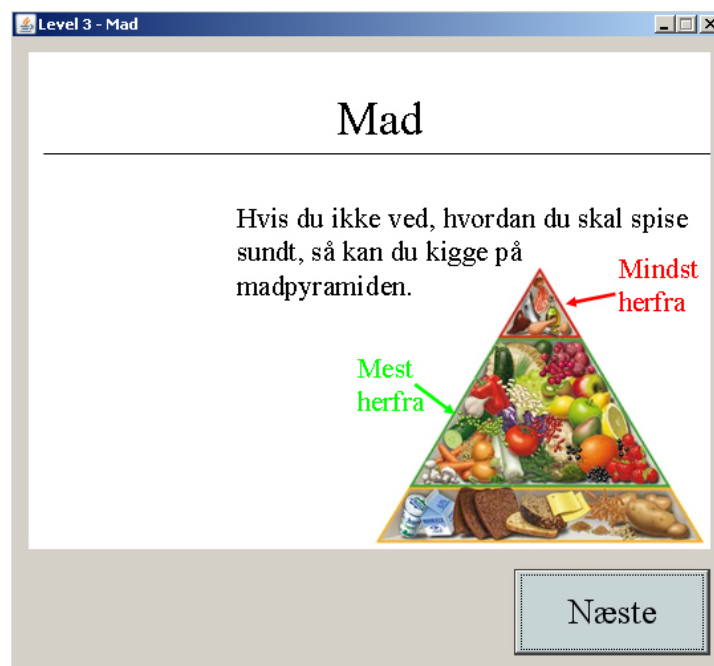 Level 3 - Mad
Mad
Hvis du ikke ved, hvordan du skal spise
sundt, så kan du kigge på
madpyramiden.
Mindst
herfra
Mest
herfra
Næste